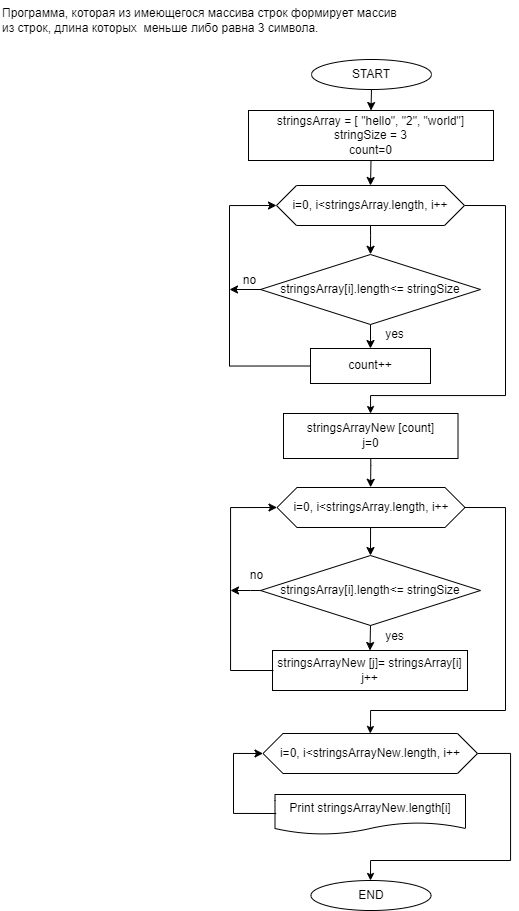 Программа, которая из имеющегося массива строк формирует массив
из строк, длина которых  меньше либо равна 3 символа.
START
stringsArray = [ "hello", "2", "world"]
stringSize = 3
count=0
i=0, i<stringsArray.length, i++
no
stringsArray[i].length<= stringSize
yes
count++
stringsArrayNew [count]
j=0
i=0, i<stringsArray.length, i++
no
stringsArray[i].length<= stringSize
yes
stringsArrayNew [j]= stringsArray[i]
j++
i=0, i<stringsArrayNew.length, i++
Print stringsArrayNew.length[i]
END